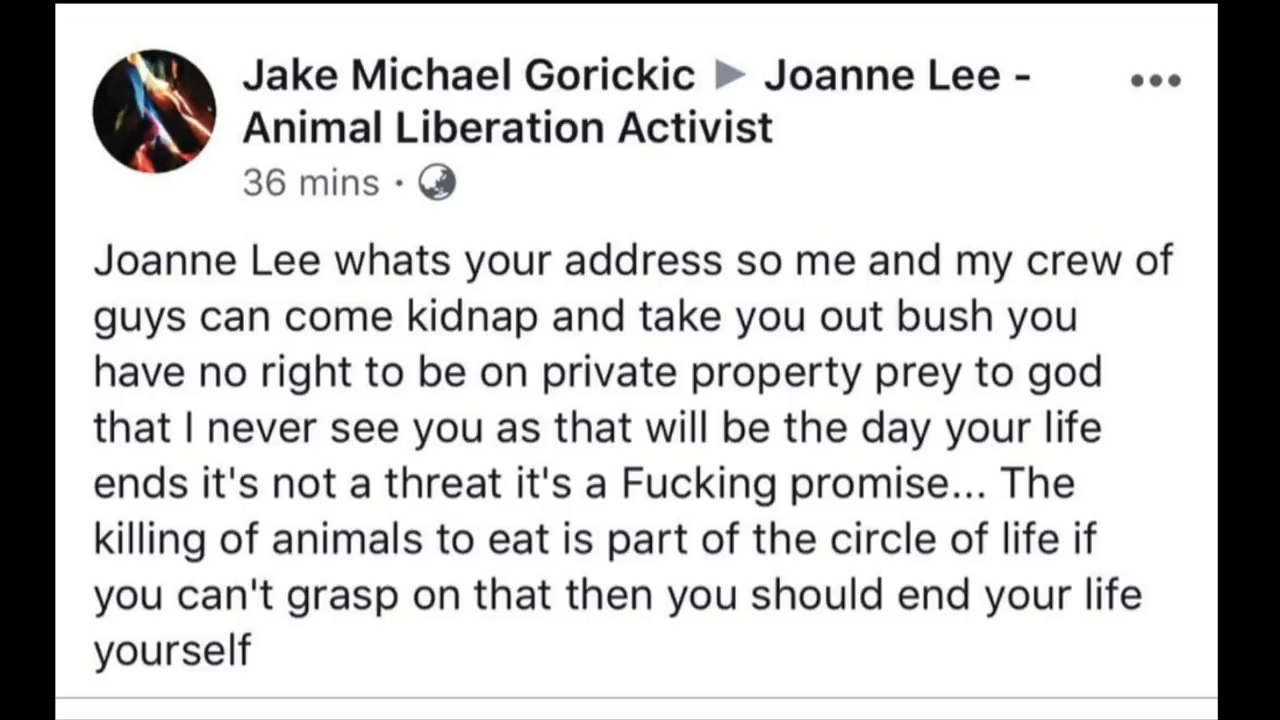 Jake Michael Gorickic ▶ Joanne Lee -
Animal Liberation Activist
36 mins ·
Joanne Lee whats your address so me and my crew of
guys can come kidnap and take you out bush you
have no right to be on private property prey to god
that I never see you as that will be the day your life
ends it's not a threat it's a Fucking promise... The
killing of animals to eat is part of the circle of life if
you can't grasp on that then you should end your life
yourself